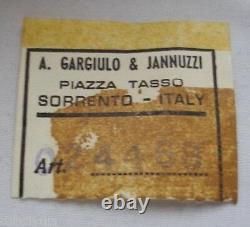 A. GARGIULO & JANNUZZI
PIAZZA TASSO
SORRENTO - ITALY
Art.